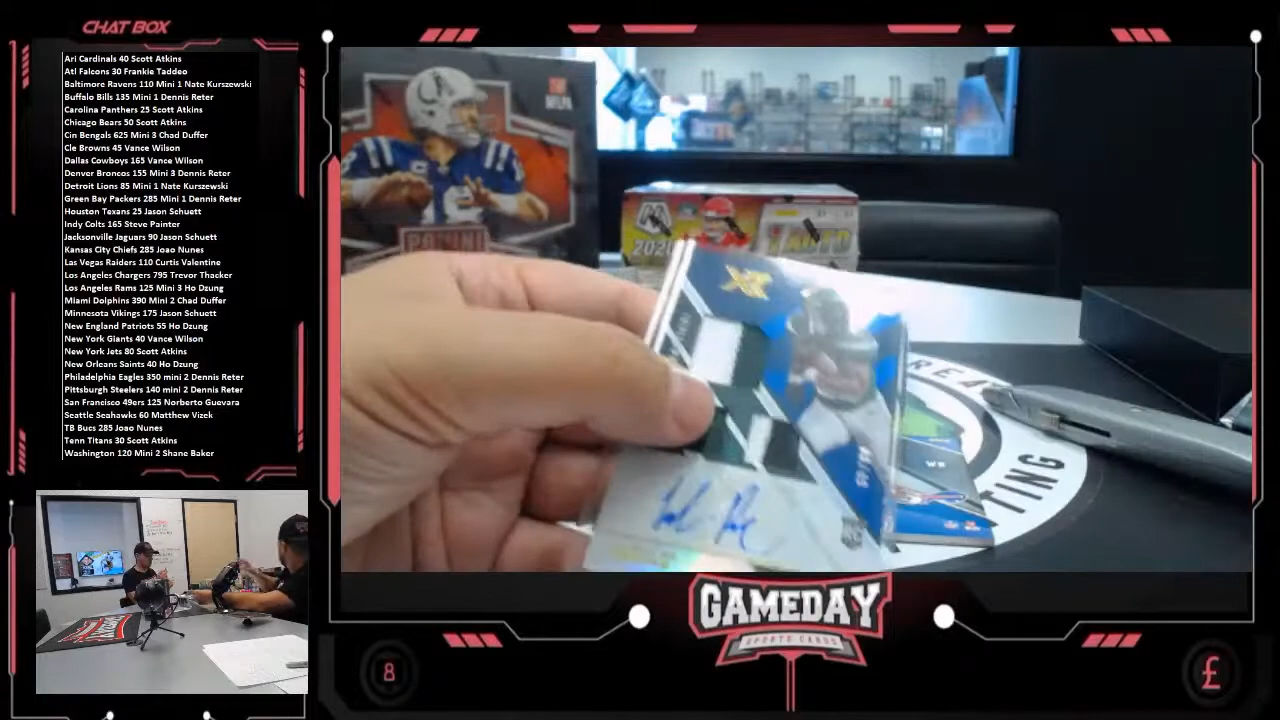 CHAT BOX
Ari Cardinals 40 Scott Atkins
Atl Falcons 30 Frankie Taddeo
Baltimore Ravens 110 Mini 1 Nate Kurszewski
Buffalo Bills 135 Mini 1 Dennis Reter
Carolina Panthers 25 Scott Atkins
Chicago Bears 50 Scott Atkins
Cin Bengals 625 Mini 3 Chad Duffer
Cle Browns 45 Vance Wilson
Dallas Cowboys 165 Vance Wilson
Denver Broncos 155 Mini 3 Dennis Reter
Detroit Lions 85 Mini 1 Nate Kurszewski
Green Bay Packers 285 Mini 1 Dennis Reter
Houston Texans 25 Jason Schuett
Indy Colts 165 Steve Painter
Jacksonville Jaguars 90 Jason Schuett
Kansas City Chiefs 285 Joao Nunes
Las Vegas Raiders 110 Curtis Valentine
Los Angeles Chargers 795 Trevor Thacker
Los Angeles Rams 125 Mini 3 Ho Dzung
Miami Dolphins 390 Mini 2 Chad Duffer
Minnesota Vikings 175 Jason Schuett
New England Patriots 55 Ho Dzung
New York Giants 40 Vance Wilson
New York Jets 80 Scott Atkins
New Orleans Saints 40 Ho Dzung
Philadelphia Eagles 350 mini 2 Dennis Reter
Pittsburgh Steelers 140 mini 2 Dennis Reter
San Francisco 49ers 125 Norberto Guevara
Seattle Seahawks 60 Matthew Vizek
TB Bucs 285 Joao Nunes
Tenn Titans 30 Scott Atkins
Washington 120 Mini 2 Shane Baker
NFLPA
PANINI
2020
1 AUTO
XR
WR
RC
GAMEDAY
SPORTS CARDS
8
£